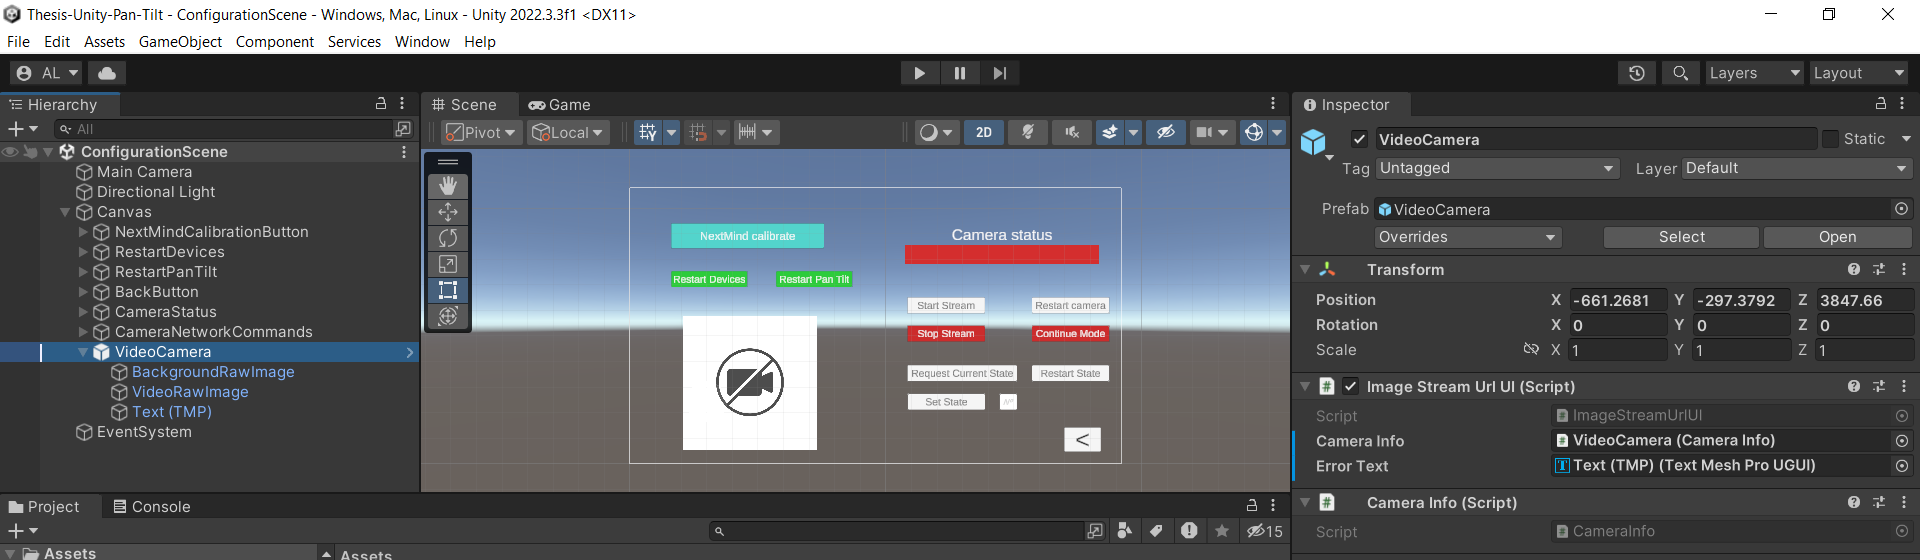 Thesis-Unity-Pan-Tilt - ConfigurationScene - Windows, Mac, Linux - Unity 2022.3.3f1 <DX11>
File Edit Assets GameObject Component Services Window Help
AL
Layers
Layout
Hierarchy
All
ConfigurationScene
Main Camera
Directional Light
Canvas
NextMindCalibrationButton
RestartDevices
RestartPanTilt
BackButton
CameraStatus
CameraNetworkCommands
VideoCamera
BackgroundRawImage
VideoRawImage
Text (TMP)
EventSystem
Scene
Game
Pivot
Local
2D
NextMind calibrate
Camera status
Restart Devices
Restart Pan Tilt
Start Stream
Restart camera
Stop Stream
Continue Mode
Request Current State
Restart State
Set State
<
Inspector
VideoCamera
Static
Tag Untagged
Layer Default
Prefab VideoCamera
Overrides
Select
Open
Transform
Position X -661.2681 Y -297.3792 Z 3847.66
Rotation X 0 Y 0 Z 0
Scale X 1 Y 1 Z 1
Image Stream Url UI (Script)
Script ImageStreamUrlUI
Camera Info VideoCamera (Camera Info)
Error Text Text (TMP) (Text Mesh Pro UGUI)
Camera Info (Script)
Script CameraInfo
Project
Console
15
Assets
Assets